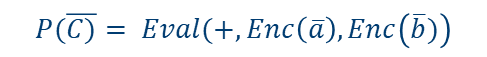 P(C̅) = Eval(+, Enc(a̅), Enc(b̅))